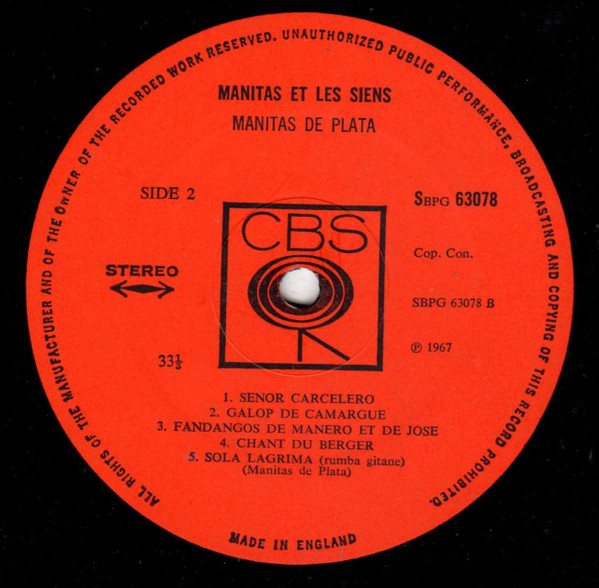 ALL RIGHTS OF THE MANUFACTURER AND OF THE OWNER OF THE RECORDED WORK RESERVED. UNAUTHORIZED PUBLIC PERFORMANCE, BROADCASTING AND COPYING OF THIS RECORD PROHIBITED.
MANITAS ET LES SIENS
MANITAS DE PLATA
SIDE 2
SBPG 63078
CBS
Cop. Con.
STEREO
SBPG 63078 B
33⅓
℗ 1967
1. SENOR CARCELERO
2. GALOP DE CAMARGUE
3. FANDANGOS DE MANERO ET DE JOSE
4. CHANT DU BERGER
5. SOLA LAGRIMA (rumba gitane)
(Manitas de Plata)
MADE IN ENGLAND